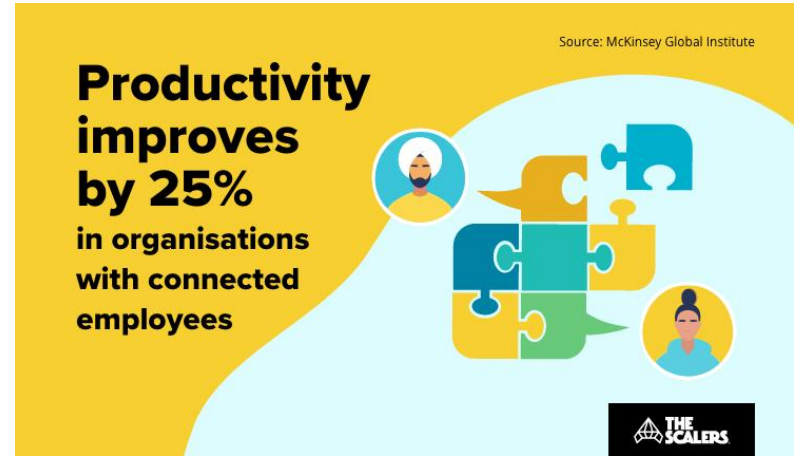 Source: McKinsey Global Institute
Productivity
improves
by 25%
in organisations
with connected
employees
THE
SCALERS